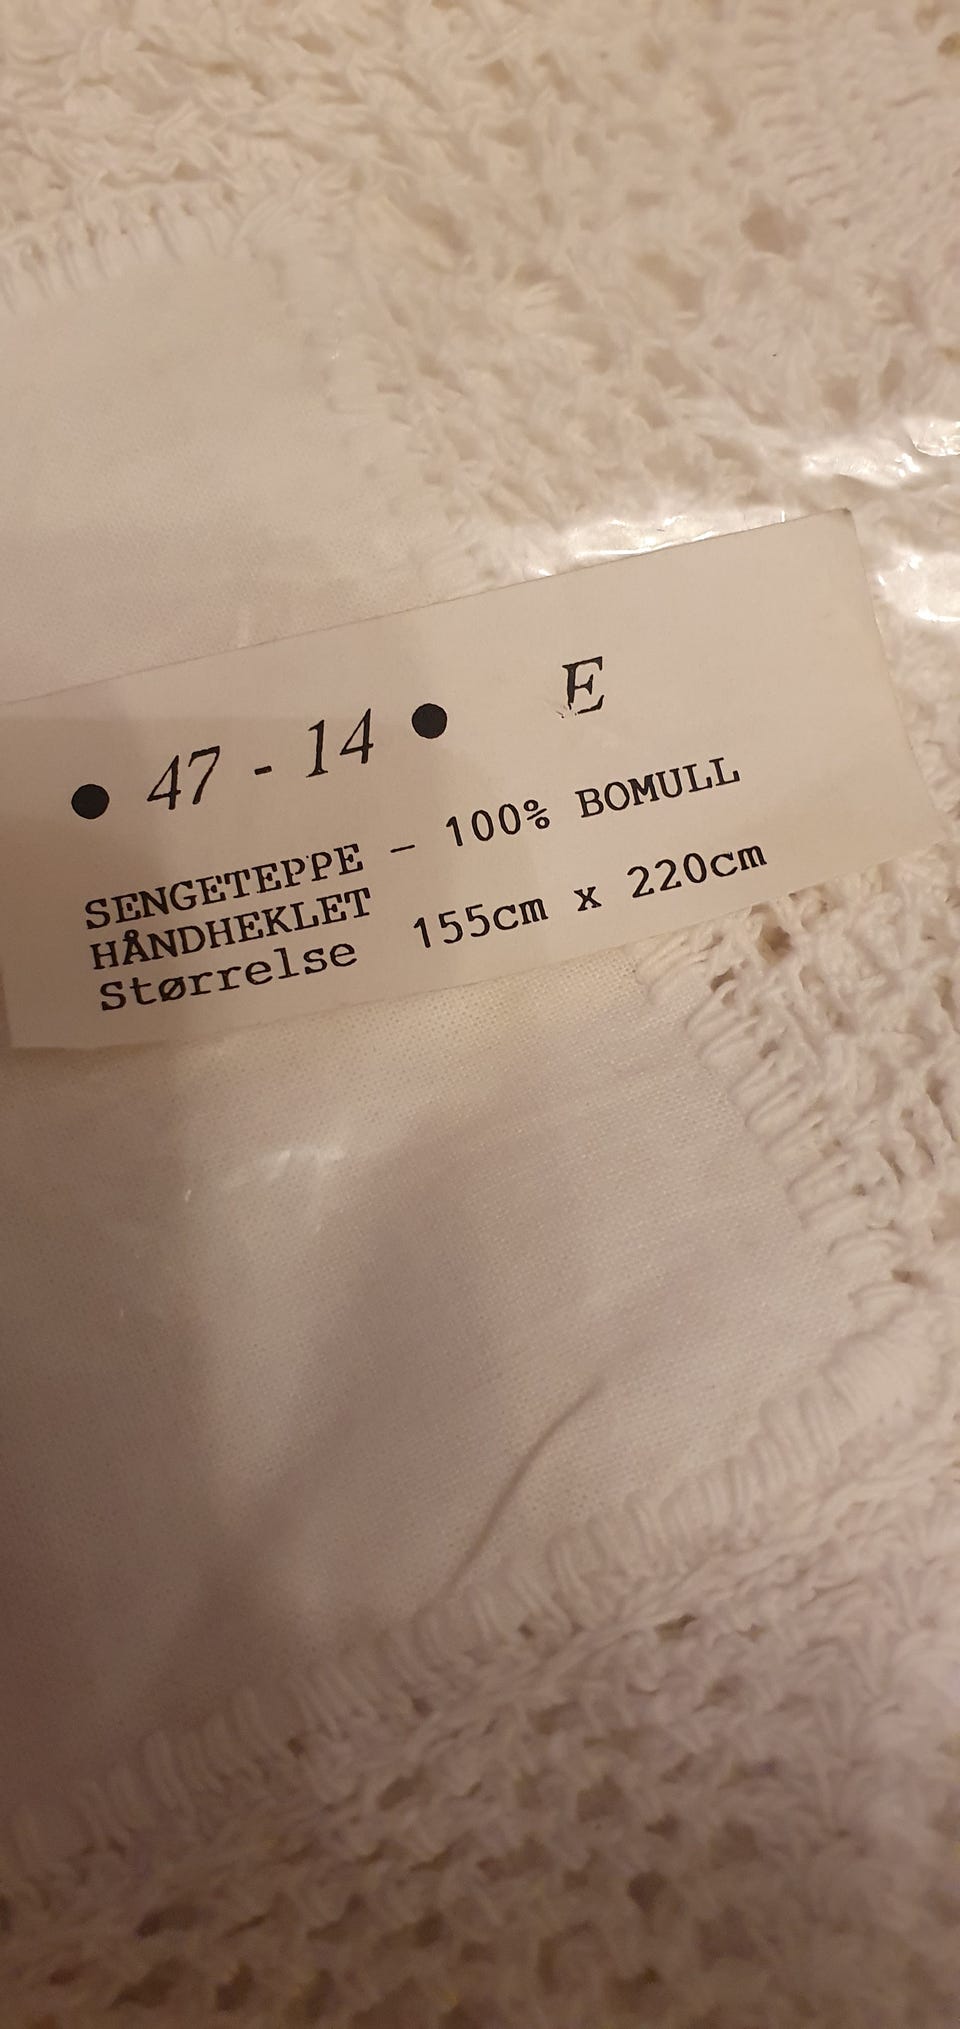 ● 47 - 14 ● E
SENGETEPPE - 100% BOMULL
HÅNDHEKLET
Størrelse 155cm x 220cm